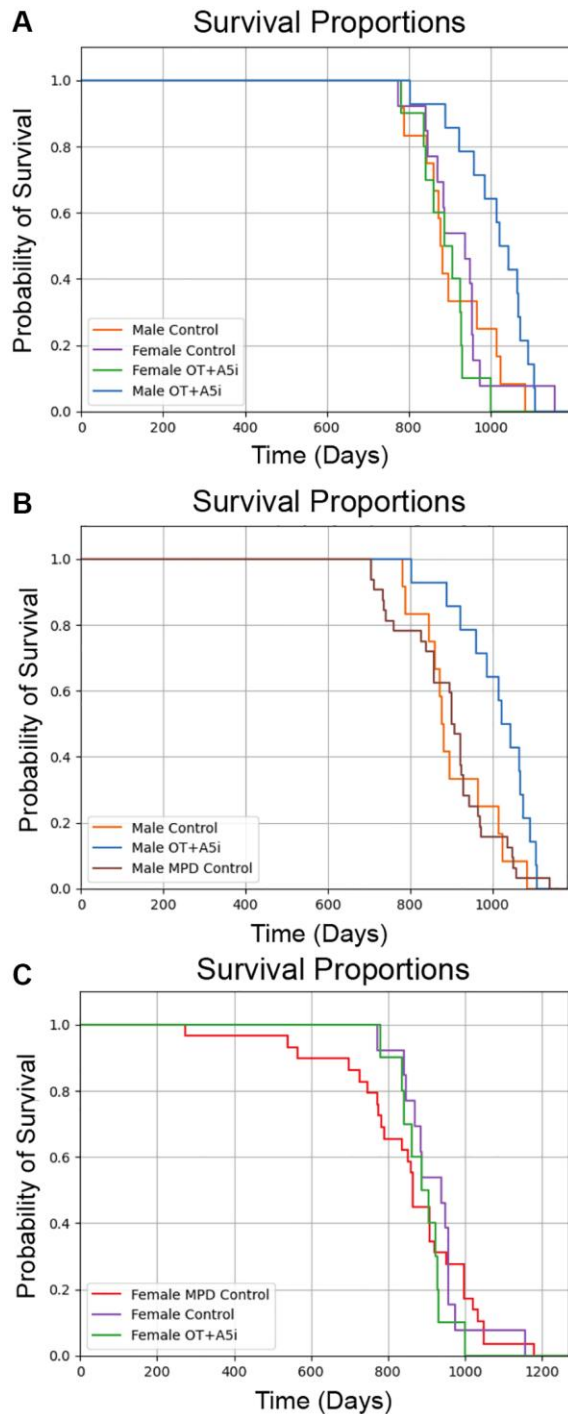 A
Survival Proportions
Probability of Survival
1.0
0.8
0.6
0.4
0.2
0.0
Male Control
Female Control
Female OT+A5i
Male OT+A5i
0 200 400 600 800 1000
Time (Days)
B
Survival Proportions
Probability of Survival
1.0
0.8
0.6
0.4
0.2
0.0
Male Control
Male OT+A5i
Male MPD Control
0 200 400 600 800 1000
Time (Days)
C
Survival Proportions
Probability of Survival
1.0
0.8
0.6
0.4
0.2
0.0
Female MPD Control
Female Control
Female OT+A5i
0 200 400 600 800 1000 1200
Time (Days)